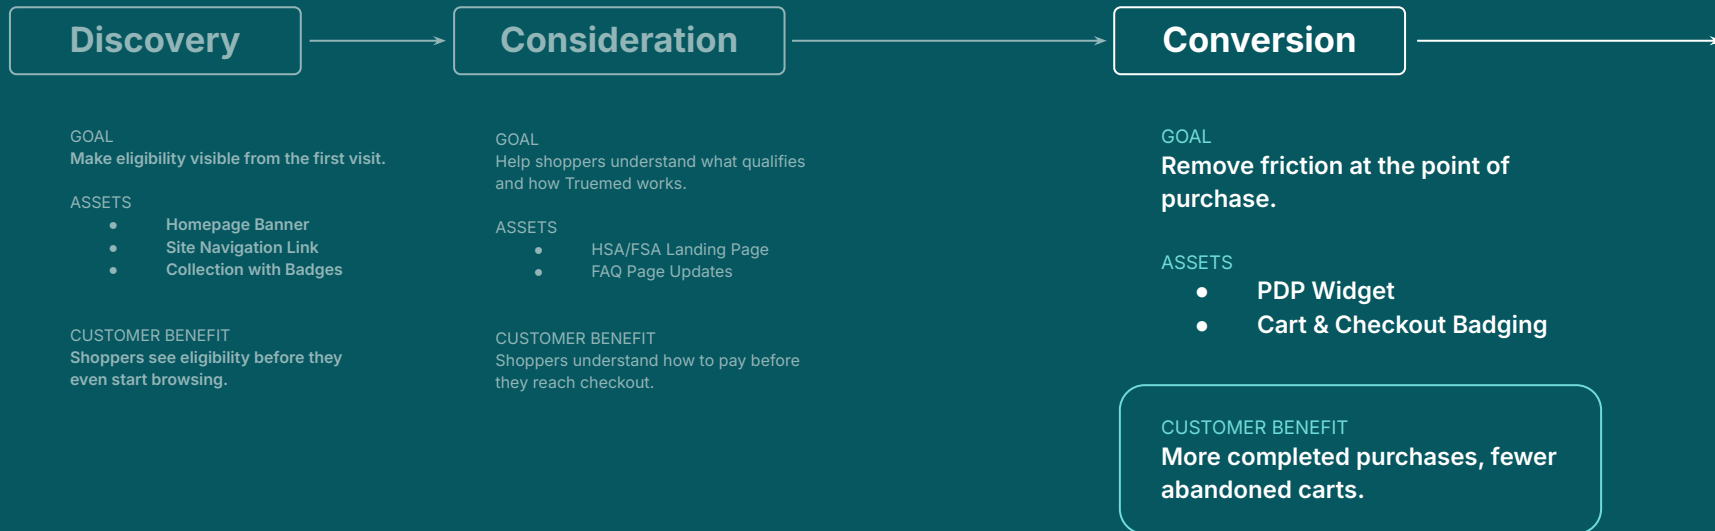 Discovery
Consideration
Conversion
GOAL
Make eligibility visible from the first visit.
ASSETS
● Homepage Banner
● Site Navigation Link
● Collection with Badges
CUSTOMER BENEFIT
Shoppers see eligibility before they
even start browsing.
GOAL
Help shoppers understand what qualifies
and how Truemed works.
ASSETS
● HSA/FSA Landing Page
● FAQ Page Updates
CUSTOMER BENEFIT
Shoppers understand how to pay before
they reach checkout.
GOAL
Remove friction at the point of
purchase.
ASSETS
● PDP Widget
● Cart & Checkout Badging
CUSTOMER BENEFIT
More completed purchases, fewer
abandoned carts.